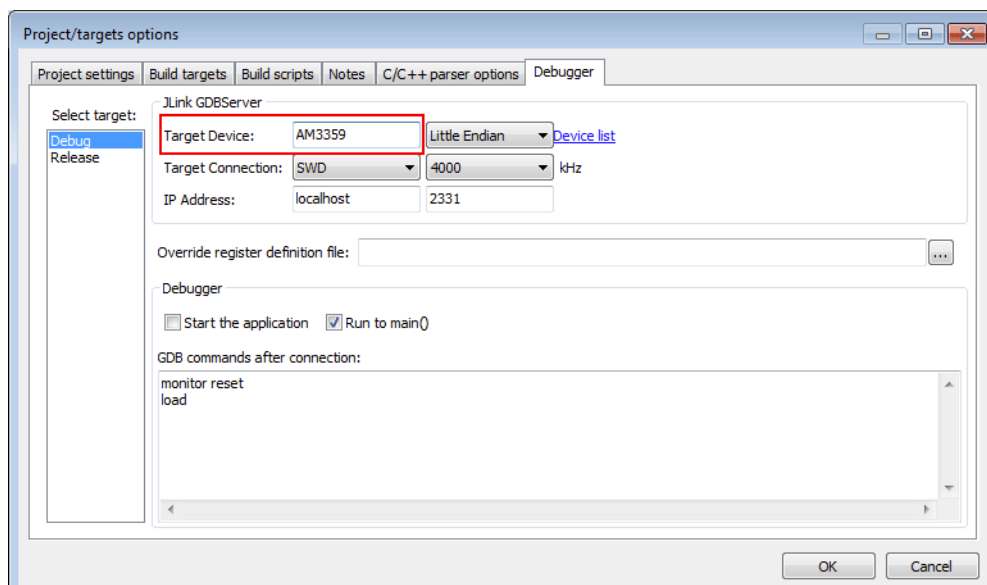 Project/targets options
Project settings Build targets Build scripts Notes C/C++ parser options Debugger
Select target:
Debug
Release
JLink GDBServer
Target Device: AM3359 Little Endian Device list
Target Connection: SWD 4000 kHz
IP Address: localhost 2331
Override register definition file: ...
Debugger
Start the application Run to main()
GDB commands after connection:
monitor reset
load
OK Cancel